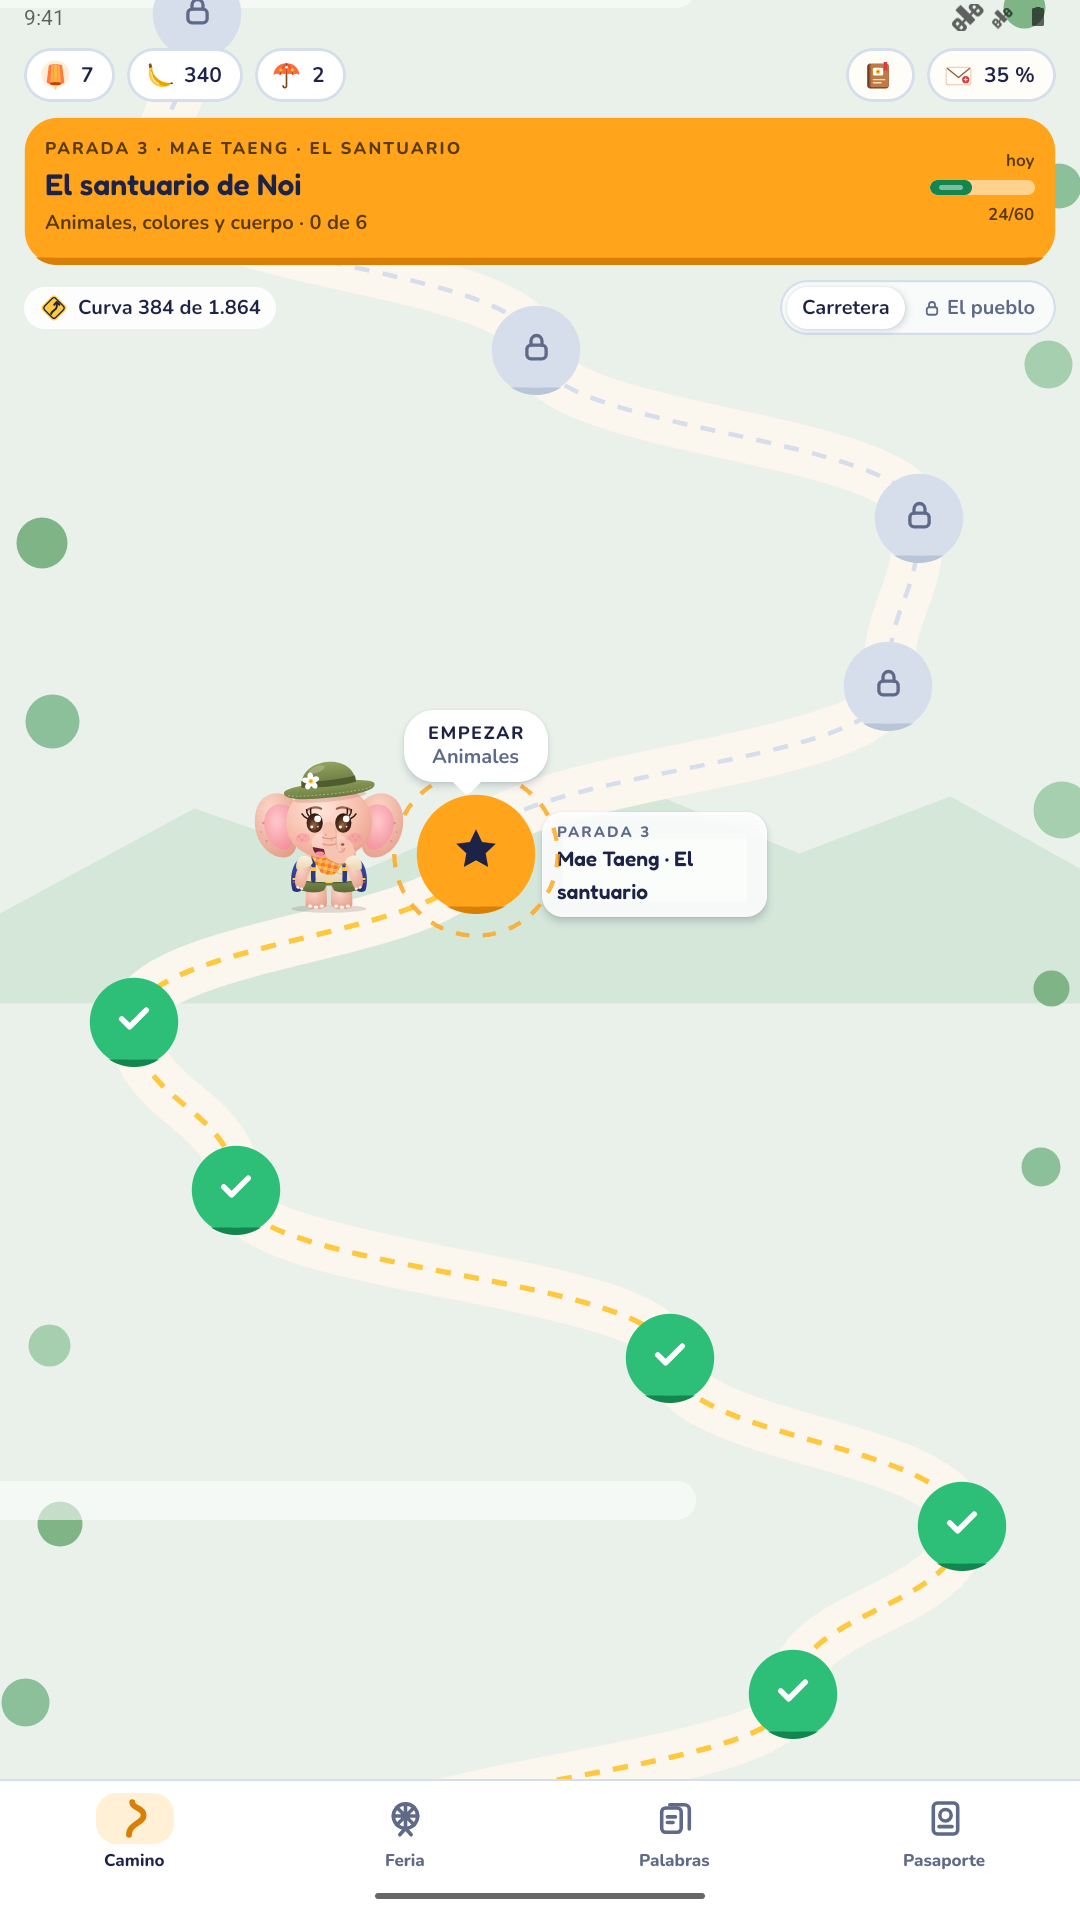 9:41
7
340
2
35 %
PARADA 3 · MAE TAENG · EL SANTUARIO
El santuario de Noi
Animales, colores y cuerpo · 0 de 6
hoy
24/60
Curva 384 de 1.864
Carretera
El pueblo
EMPEZAR
Animales
PARADA 3
Mae Taeng · El
santuario
Camino
Feria
Palabras
Pasaporte